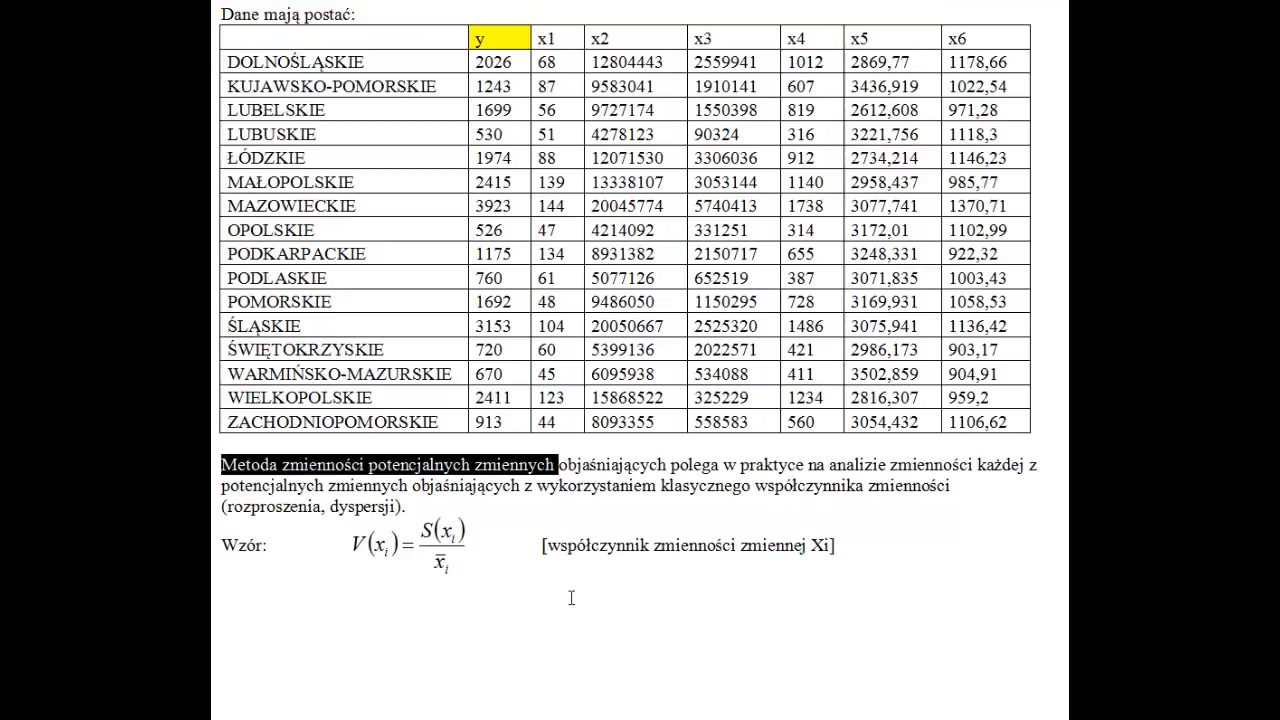 Dane mają postać:
y x1 x2 x3 x4 x5 x6
DOLNOŚLĄSKIE 2026 68 12804443 2559941 1012 2869,77 1178,66
KUJAWSKO-POMORSKIE 1243 87 9583041 1910141 607 3436,919 1022,54
LUBELSKIE 1699 56 9727174 1550398 819 2612,608 971,28
LUBUSKIE 530 51 4278123 90324 316 3221,756 1118,3
ŁÓDZKIE 1974 88 12071530 3306036 912 2734,214 1146,23
MAŁOPOLSKIE 2415 139 13338107 3053144 1140 2958,437 985,77
MAZOWIECKIE 3923 144 20045774 5740413 1738 3077,741 1370,71
OPOLSKIE 526 47 4214092 331251 314 3172,01 1102,99
PODKARPACKIE 1175 134 8931382 2150717 655 3248,331 922,32
PODLASKIE 760 61 5077126 652519 387 3071,835 1003,43
POMORSKIE 1692 48 9486050 1150295 728 3169,931 1058,53
ŚLĄSKIE 3153 104 20050667 2525320 1486 3075,941 1136,42
ŚWIĘTOKRZYSKIE 720 60 5399136 2022571 421 2986,173 903,17
WARMIŃSKO-MAZURSKIE 670 45 6095938 534088 411 3502,859 904,91
WIELKOPOLSKIE 2411 123 15868522 325229 1234 2816,307 959,2
ZACHODNIOPOMORSKIE 913 44 8093355 558583 560 3054,432 1106,62
Metoda zmienności potencjalnych zmiennych objaśniających polega w praktyce na analizie zmienności każdej z
potencjalnych zmiennych objaśniających z wykorzystaniem klasycznego współczynnika zmienności
(rozproszenia, dyspersji).
Wzór: V(xᵢ) = S(xᵢ) / x̄ᵢ [współczynnik zmienności zmiennej Xi]